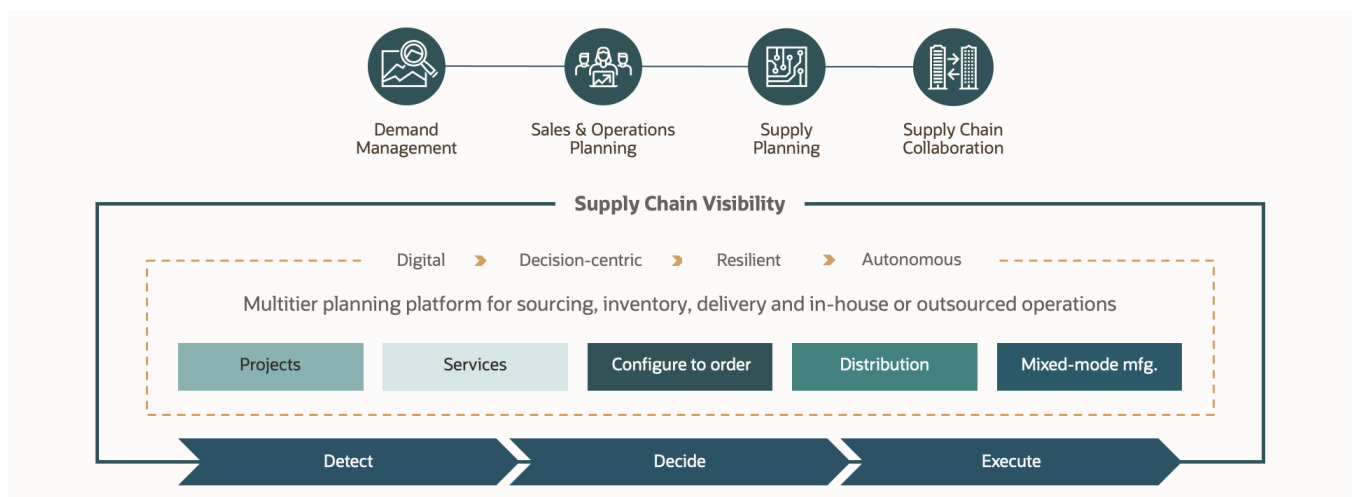 Demand
Management
Sales & Operations
Planning
Supply
Planning
Supply Chain
Collaboration
Supply Chain Visibility
Digital
Decision-centric
Resilient
Autonomous
Multitier planning platform for sourcing, inventory, delivery and in-house or outsourced operations
Projects
Services
Configure to order
Distribution
Mixed-mode mfg.
Detect
Decide
Execute